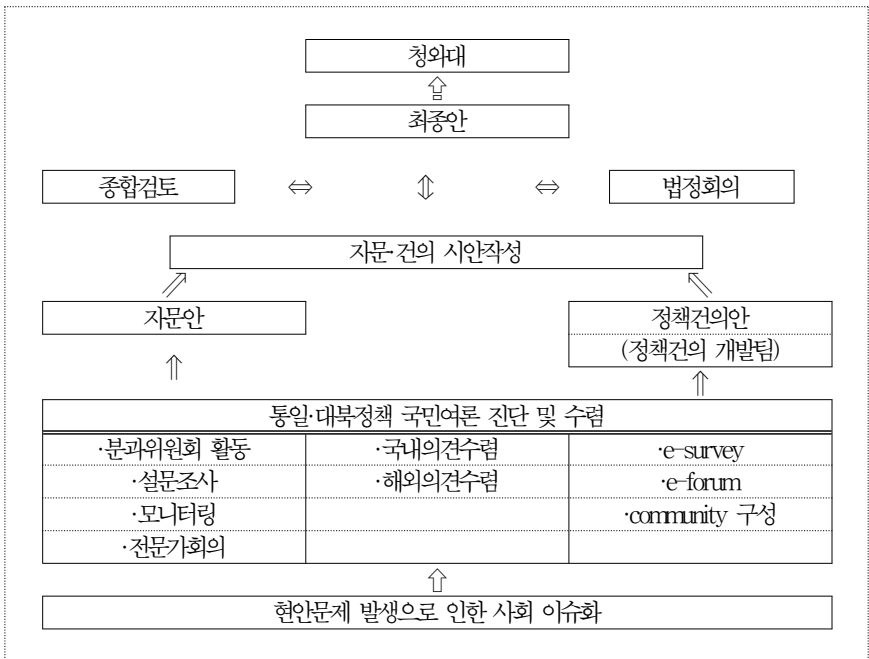 청와대
⇧
최종안
종합검토 ⇔ ⇕ ⇔ 법정회의
자문·건의 시안작성
자문안 정책건의안
(정책건의 개발팀)
⇑ ⇑
통일·대북정책 국민여론 진단 및 수렴
·분과위원회 활동 ·국내의견수렴 ·e-survey
·설문조사 ·해외의견수렴 ·e-forum
·모니터링 ·community 구성
·전문가회의
⇧
현안문제 발생으로 인한 사회 이슈화